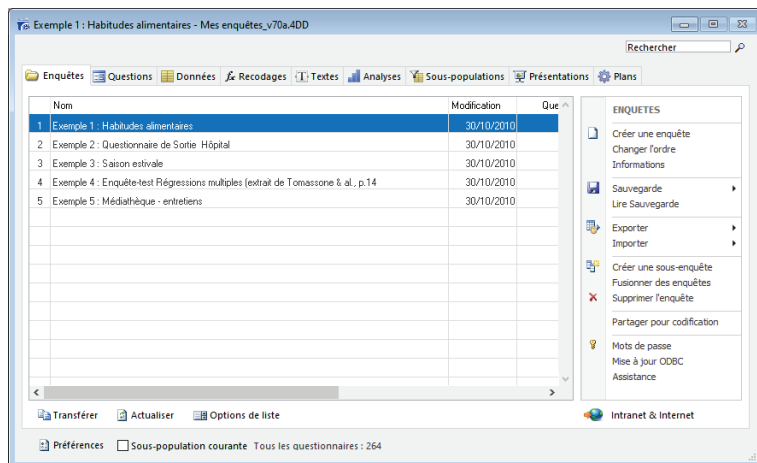 Exemple 1 : Habitudes alimentaires - Mes enquêtes_v70a.4DD
Rechercher
Enquêtes Questions Données fx Recodages T Textes Analyses Sous-populations Présentations Plans
Nom Modification Que
1 Exemple 1 : Habitudes alimentaires 30/10/2010
2 Exemple 2 : Questionnaire de Sortie Hôpital 30/10/2010
3 Exemple 3 : Saison estivale 30/10/2010
4 Exemple 4 : Enquête-test Régressions multiples (extrait de Tomassone & al., p.14 30/10/2010
5 Exemple 5 : Médiathèque - entretiens 30/10/2010
ENQUETES
Créer une enquête
Changer l'ordre
Informations
Sauvegarde
Lire Sauvegarde
Exporter
Importer
Créer une sous-enquête
Fusionner des enquêtes
Supprimer l'enquête
Partager pour codification
Mots de passe
Mise à jour ODBC
Assistance
Transférer Actualiser Options de liste Intranet & Internet
Préférences Sous-population courante Tous les questionnaires : 264